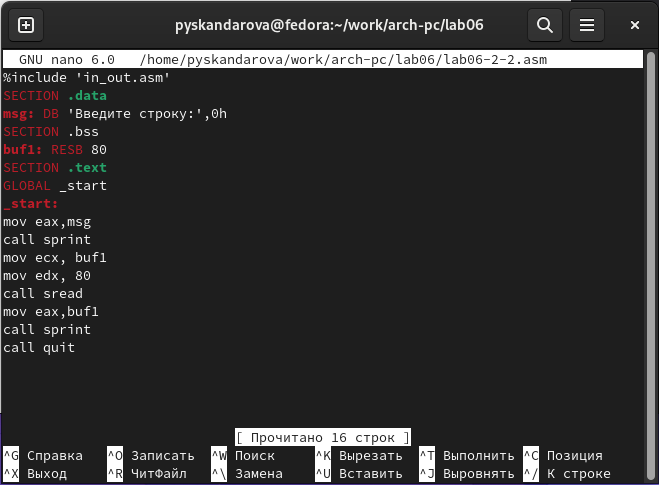 pyskandarova@fedora:~/work/arch-pc/lab06
GNU nano 6.0 /home/pyskandarova/work/arch-pc/lab06/lab06-2-2.asm
%include 'in_out.asm'
SECTION .data
msg: DB 'Введите строку:',0h
SECTION .bss
buf1: RESB 80
SECTION .text
GLOBAL _start
_start:
mov eax,msg
call sprint
mov ecx, buf1
mov edx, 80
call sread
mov eax,buf1
call sprint
call quit
[ Прочитано 16 строк ]
^G Справка ^O Записать ^W Поиск ^K Вырезать ^T Выполнить ^C Позиция
^X Выход ^R ЧитФайл ^\ Замена ^U Вставить ^J Выровнять ^/ К строке